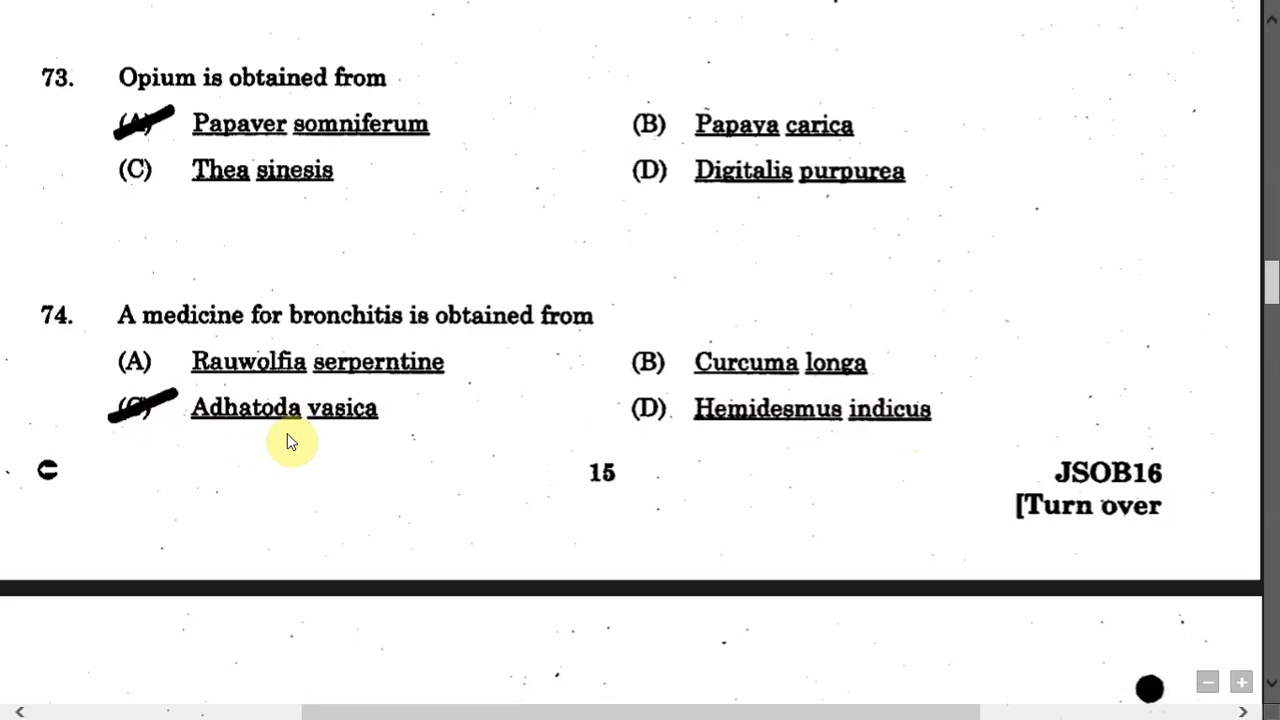 73. Opium is obtained from
(A) Papaver somniferum (B) Papaya carica
(C) Thea sinesis (D) Digitalis purpurea
74. A medicine for bronchitis is obtained from
(A) Rauwolfia serperntine (B) Curcuma longa
(C) Adhatoda vasica (D) Hemidesmus indicus
15 JSOB16
[Turn over